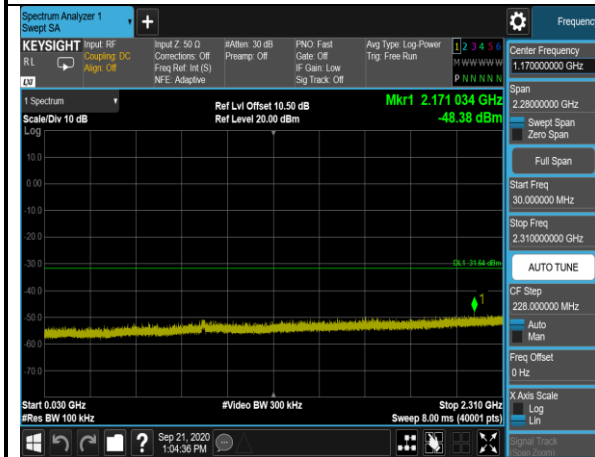 Spectrum Analyzer 1
Swept SA
+
Frequency
KEYSIGHT
RL
LXI
Input: RF
Coupling: DC
Align: Off
Input Z: 50 Ω
Corrections: Off
Freq Ref: Int (S)
NFE: Adaptive
#Atten: 30 dB
Preamp: Off
PNO: Fast
Gate: Off
IF Gain: Low
Sig Track: Off
Avg Type: Log-Power
Trig: Free Run
1 2 3 4 5 6
M W W W W W
P N N N N N
1 Spectrum
Scale/Div 10 dB
Log
Ref Lvl Offset 10.50 dB
Ref Level 20.00 dBm
Mkr1 2.171 034 GHz
-48.38 dBm
10.0
0.00
-10.0
-20.0
-30.0
DL1 -31.64 dBm
-40.0
1
-50.0
-60.0
-70.0
Start 0.030 GHz
#Res BW 100 kHz
#Video BW 300 kHz
Stop 2.310 GHz
Sweep 8.00 ms (40001 pts)
?
Sep 21, 2020
1:04:36 PM
Center Frequency
1.170000000 GHz
Span
2.28000000 GHz
Swept Span
Zero Span
Full Span
Start Freq
30.000000 MHz
Stop Freq
2.310000000 GHz
AUTO TUNE
CF Step
228.000000 MHz
Auto
Man
Freq Offset
0 Hz
X Axis Scale
Log
Lin
Signal Track
(Span Zoom)